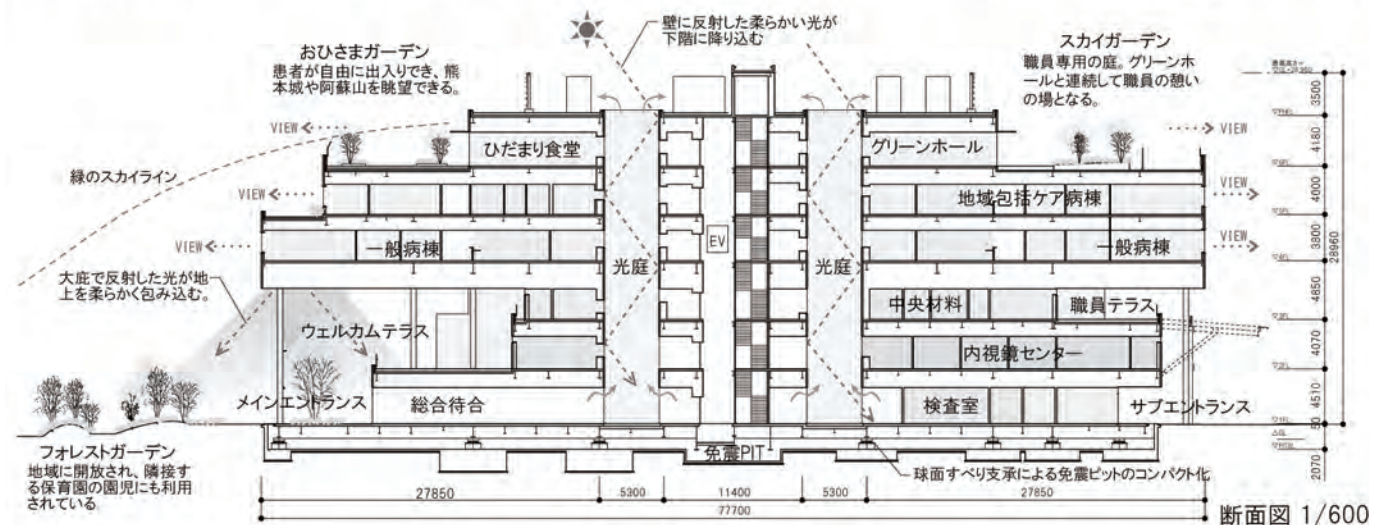 壁に反射した柔らかい光が
下階に降り込む
おひさまガーデン
患者が自由に出入りでき、熊
本城や阿蘇山を眺望できる。
スカイガーデン
職員専用の庭。グリーンホ
ールと連続して職員の憩い
の場となる。
VIEW
VIEW
ひだまり食堂
グリーンホール
緑のスカイライン
VIEW
地域包括ケア病棟
VIEW
VIEW
一般病棟
EV
一般病棟
VIEW
光庭
光庭
大庇で反射した光が地
上を柔らかく包み込む。
ウェルカムテラス
中央材料
職員テラス
内視鏡センター
メインエントランス
総合待合
検査室
サブエントランス
フォレストガーデン
地域に開放され、隣接す
る保育園の園児にも利用
されている
免震PIT
球面すべり支承による免震ピットのコンパクト化
3500
4180
4000
3800
4850
4070
4510
2070
28960
27850
5300
11400
5300
27850
77700
断面図 1/600